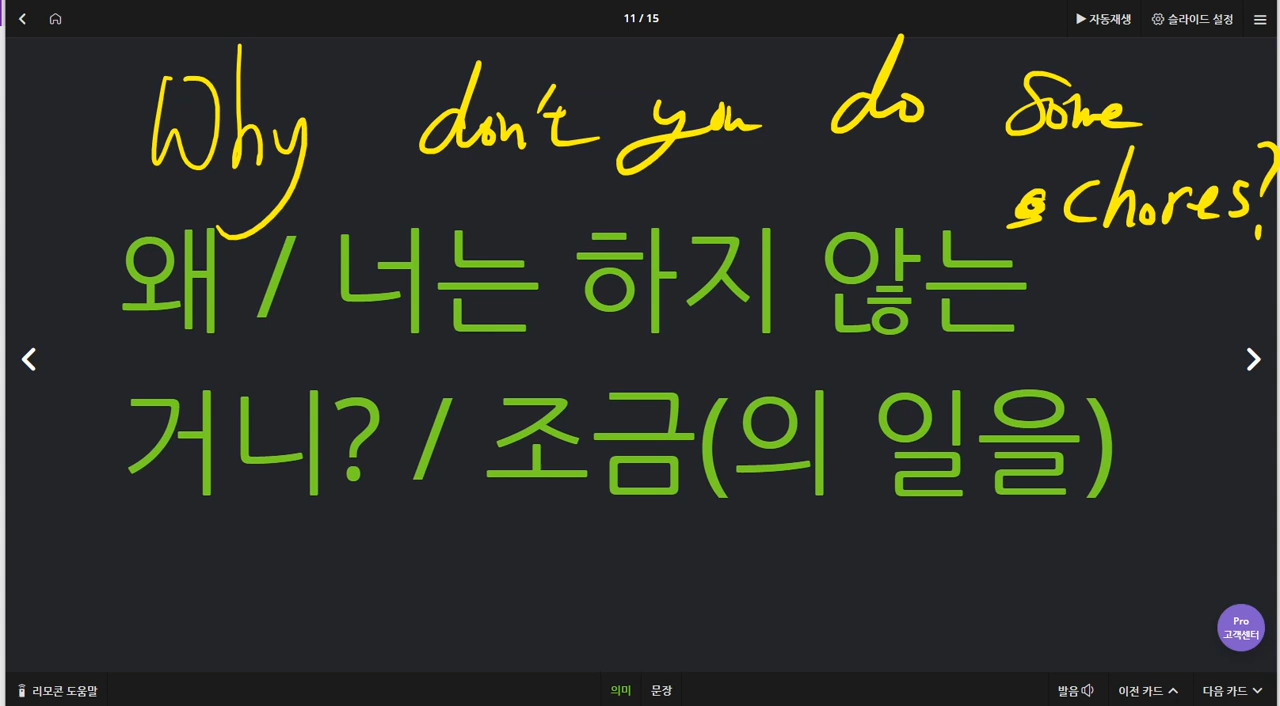 11 / 15
자동재생
슬라이드 설정
Why don't you do some
chores?
왜 / 너는 하지 않는
거니? / 조금(의 일을)
Pro
고객센터
리모콘 도움말
의미
문장
발음
이전 카드
다음 카드